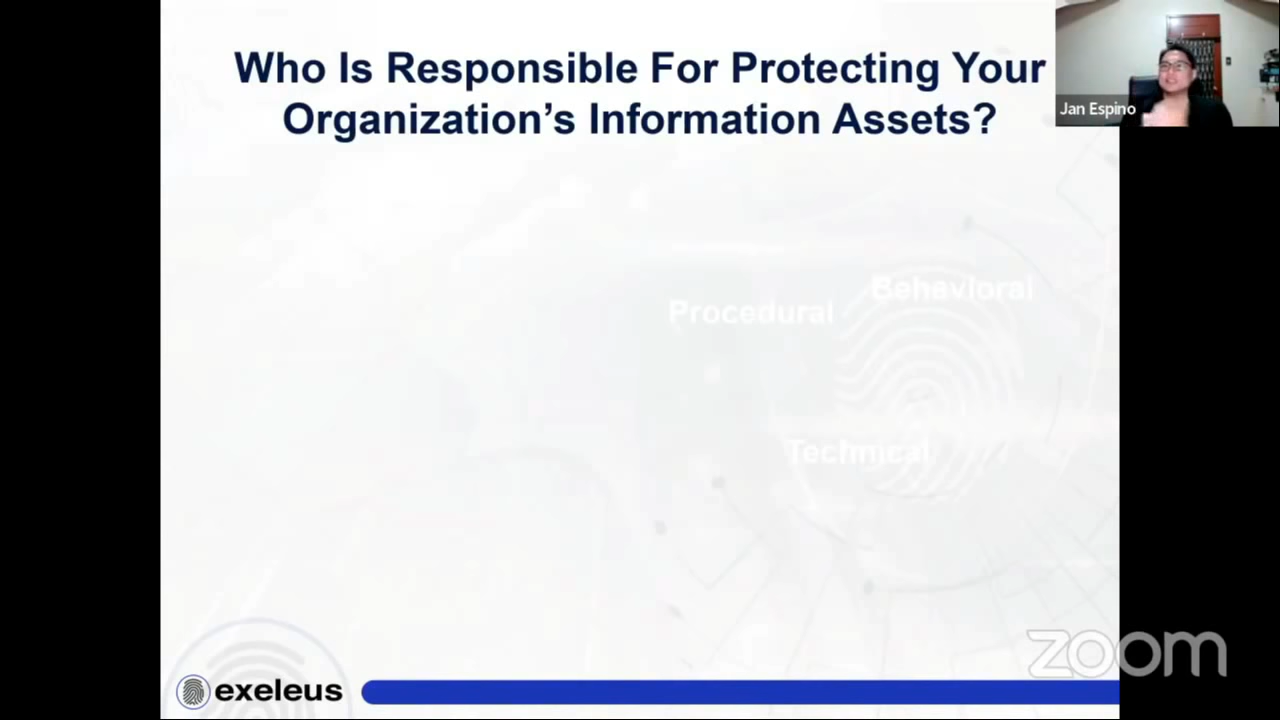 Who Is Responsible For Protecting Your
Organization's Information Assets?
Jan Espino
Behavioral
Procedural
Technical
zoom
exeleus